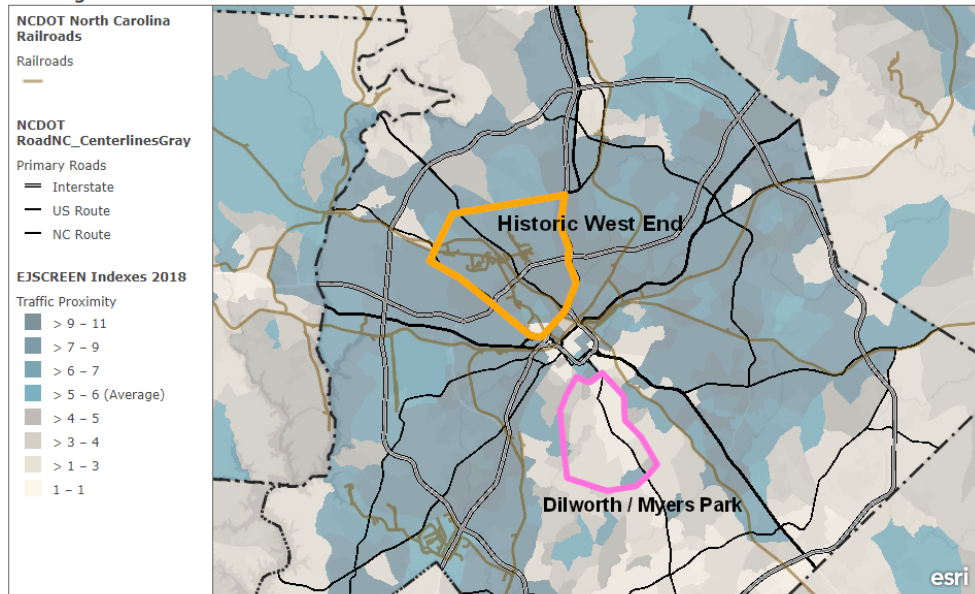 NCDOT North Carolina
Railroads
Railroads
NCDOT
RoadNC_CenterlinesGray
Primary Roads
Interstate
US Route
NC Route
EJSCREEN Indexes 2018
Traffic Proximity
> 9 – 11
> 7 – 9
> 6 – 7
> 5 – 6 (Average)
> 4 – 5
> 3 – 4
> 1 – 3
1 – 1
Historic West End
Dilworth / Myers Park
esri